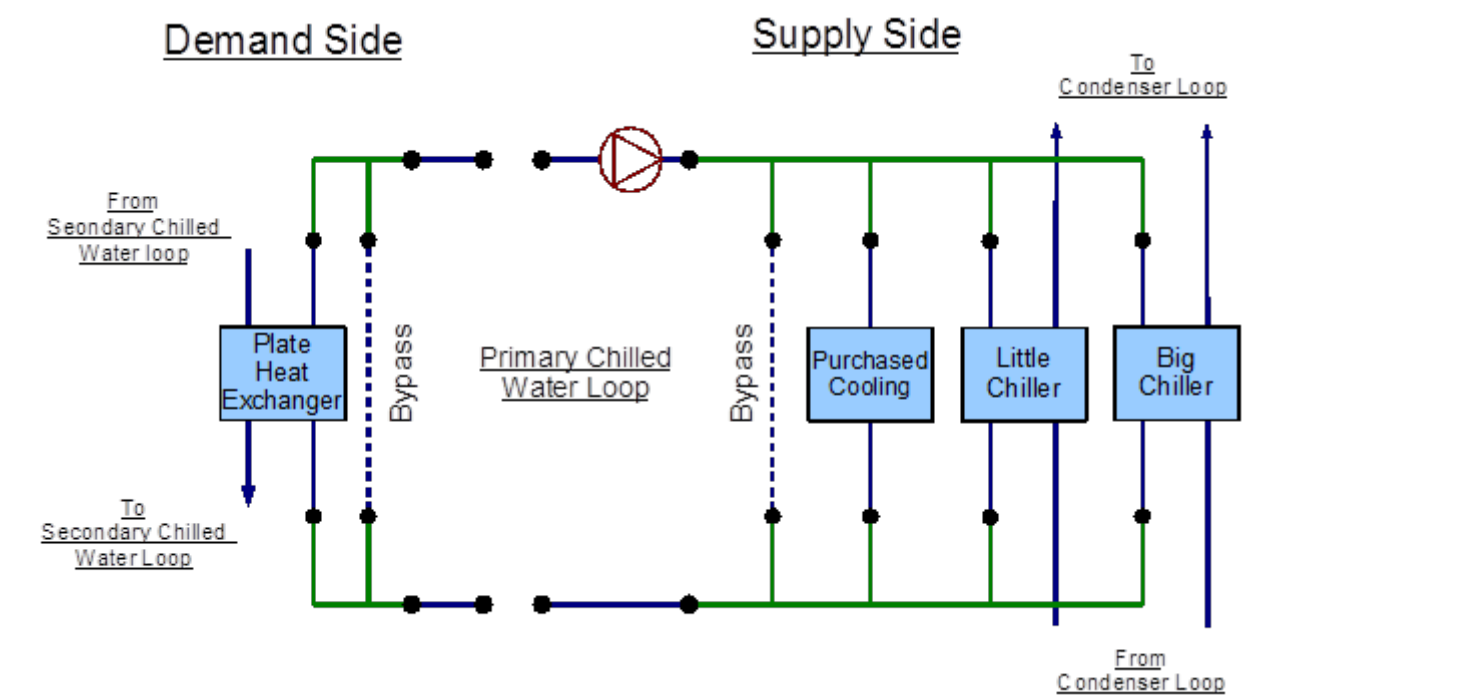 Demand Side
Supply Side
To
Condenser Loop
From
Seondary Chilled
Water loop
Plate
Heat
Exchanger
Bypass
Primary Chilled
Water Loop
Bypass
Purchased
Cooling
Little
Chiller
Big
Chiller
To
Secondary Chilled
Water Loop
From
Condenser Loop